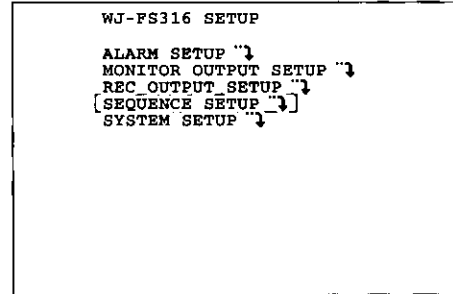 WJ-FS316 SETUP
ALARM SETUP
MONITOR OUTPUT SETUP
REC OUTPUT SETUP
SEQUENCE SETUP
SYSTEM SETUP